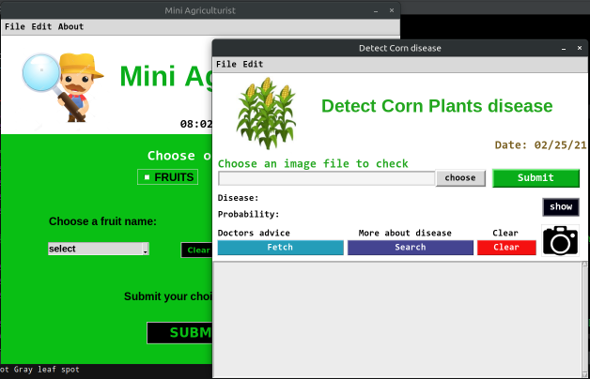 Mini Agriculturist
File Edit About
Mini Ag
08:02
Choose o
FRUITS
Choose a fruit name:
select
Clear
Submit your choi
SUBM
ot Gray leaf spot
Detect Corn disease
File Edit
Detect Corn Plants disease
Date: 02/25/21
Choose an image file to check
choose
Submit
Disease:
show
Probability:
Doctors advice More about disease Clear
Fetch Search Clear